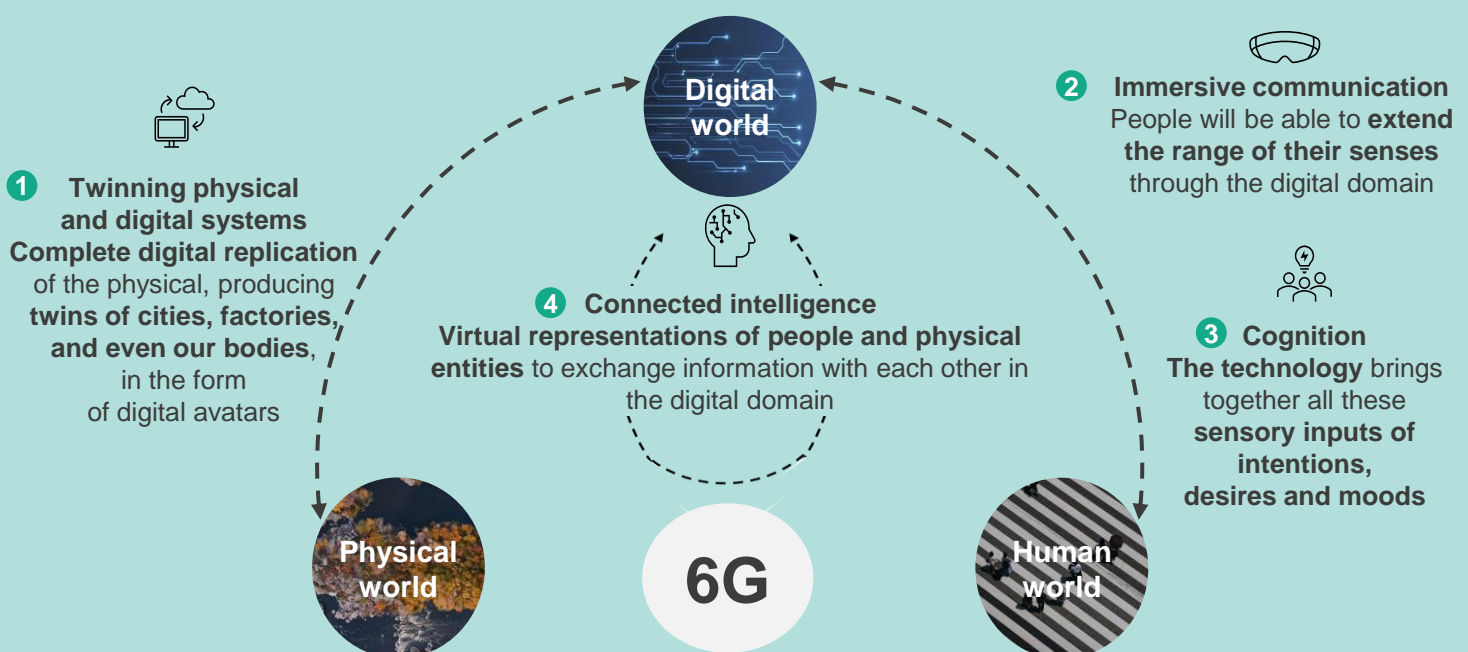 Digital
world
1 Twinning physical
and digital systems
Complete digital replication
of the physical, producing
twins of cities, factories,
and even our bodies,
in the form
of digital avatars
2 Immersive communication
People will be able to extend
the range of their senses
through the digital domain
4 Connected intelligence
Virtual representations of people and physical
entities to exchange information with each other in
the digital domain
3 Cognition
The technology brings
together all these
sensory inputs of
intentions,
desires and moods
Physical
world
6G
Human
world